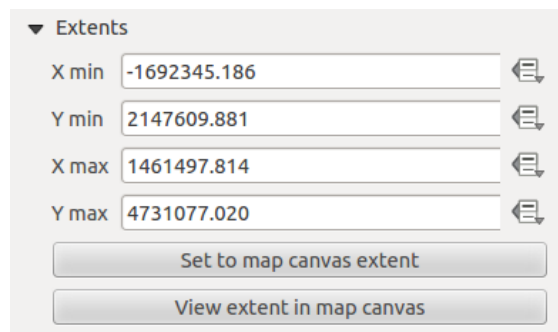 Extents
X min -1692345.186
Y min 2147609.881
X max 1461497.814
Y max 4731077.020
Set to map canvas extent
View extent in map canvas